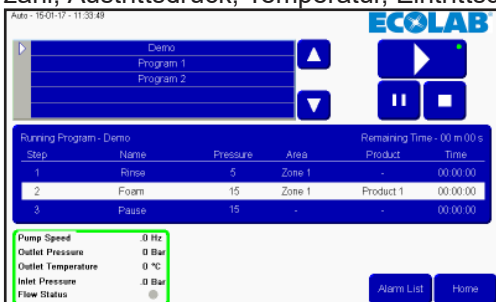 zahl, Austrittsdruck, Temperatur, Eintrittsd
Auto - 15-01-17 - 11:33:49
ECOLAB®
Demo
Program 1
Program 2
Running Program - Demo Remaining Time - 00 m 00 s
Step Name Pressure Area Product Time
1 Rinse 5 Zone 1 - 00:00:00
2 Foam 15 Zone 1 Product 1 00:00:00
3 Pause 15 - - 00:00:00
Pump Speed .0 Hz
Outlet Pressure 0 Bar
Outlet Temperature 0 °C
Inlet Pressure .0 Bar
Flow Status
Alarm List Home